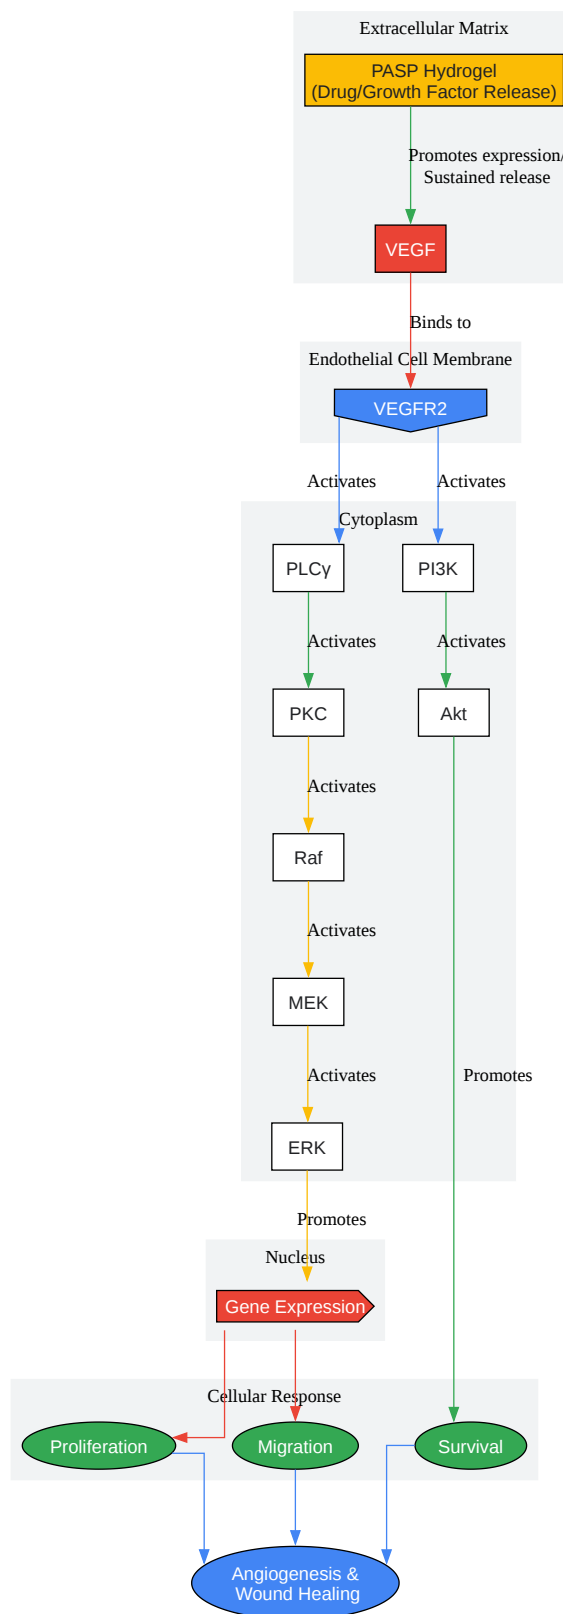 Extracellular Matrix
PASP Hydrogel
(Drug/Growth Factor Release)
Promotes expression/
Sustained release
VEGF
Binds to
Endothelial Cell Membrane
VEGFR2
Activates
Activates
Cytoplasm
PLCγ
PI3K
Activates
Activates
PKC
Akt
Activates
Raf
Activates
MEK
Activates
Promotes
ERK
Promotes
Nucleus
Gene Expression
Cellular Response
Proliferation
Migration
Survival
Angiogenesis &
Wound Healing